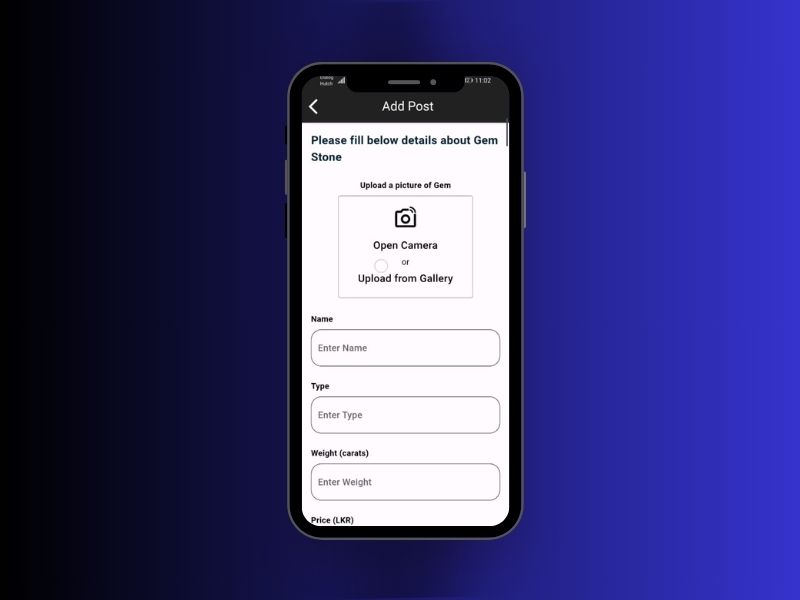 Dialog
Hutch
11:02
Add Post
Please fill below details about Gem
Stone
Upload a picture of Gem
Open Camera
or
Upload from Gallery
Name
Enter Name
Type
Enter Type
Weight (carats)
Enter Weight
Price (LKR)